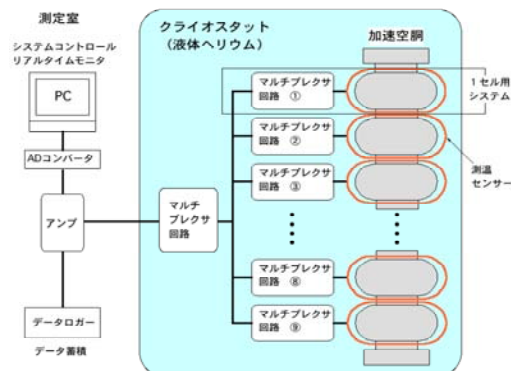 測定室
システムコントロール
リアルタイムモニタ
PC
ADコンバータ
アンプ
データロガー
データ蓄積
クライオスタット
（液体ヘリウム）
加速空胴
マルチプレクサ
回路 ①
マルチプレクサ
回路 ②
マルチプレクサ
回路 ③
マルチ
プレクサ
回路
マルチプレクサ
回路 ⑧
マルチプレクサ
回路 ⑨
１セル用
システム
測温
センサー